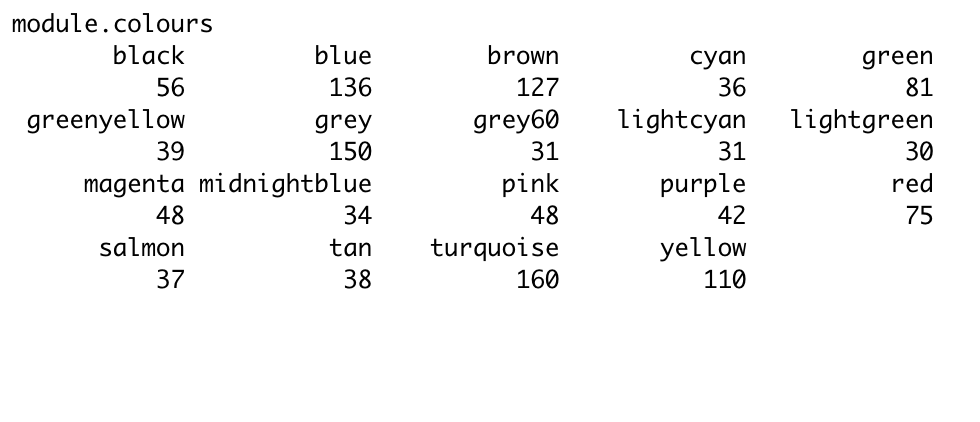 module.colours
black blue brown cyan green
56 136 127 36 81
greenyellow grey grey60 lightcyan lightgreen
39 150 31 31 30
magenta midnightblue pink purple red
48 34 48 42 75
salmon tan turquoise yellow
37 38 160 110